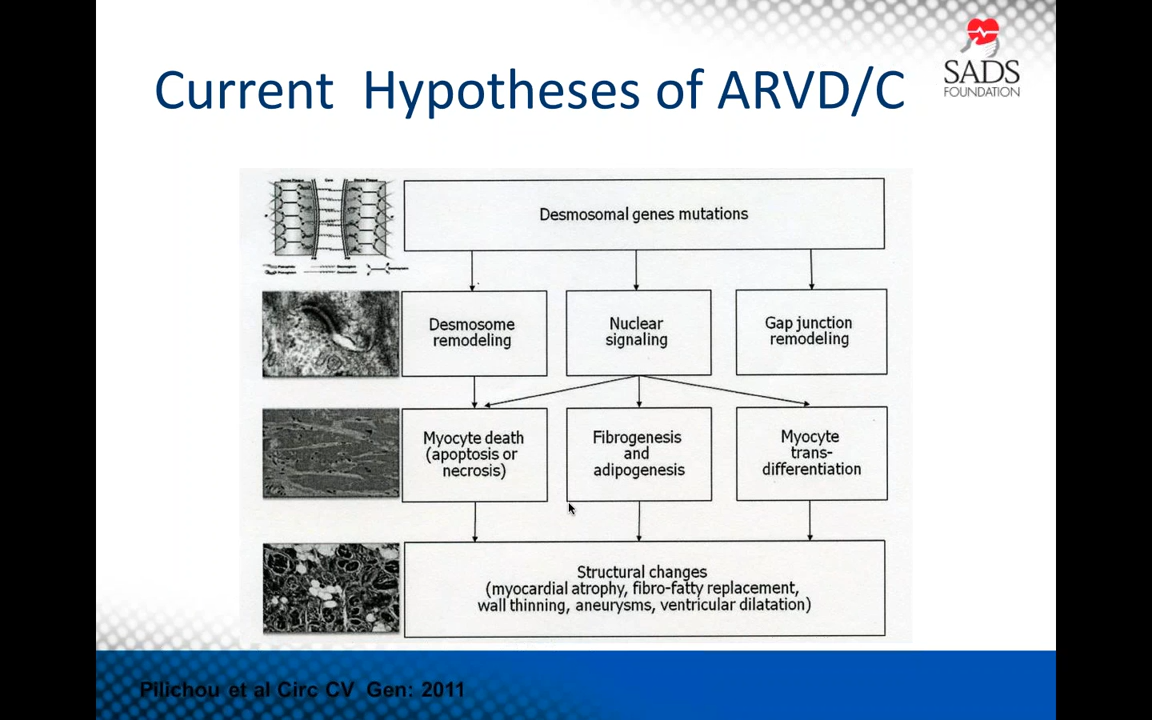 Current  Hypotheses of ARVD/C
SADS
FOUNDATION
Desmosomal genes mutations
Desmosome
remodeling
Nuclear
signaling
Gap junction
remodeling
Myocyte death
(apoptosis or
necrosis)
Fibrogenesis
and
adipogenesis
Myocyte
trans-
differentiation
Structural changes
(myocardial atrophy, fibro-fatty replacement,
wall thinning, aneurysms, ventricular dilatation)
Pilichou et al Circ CV  Gen: 2011